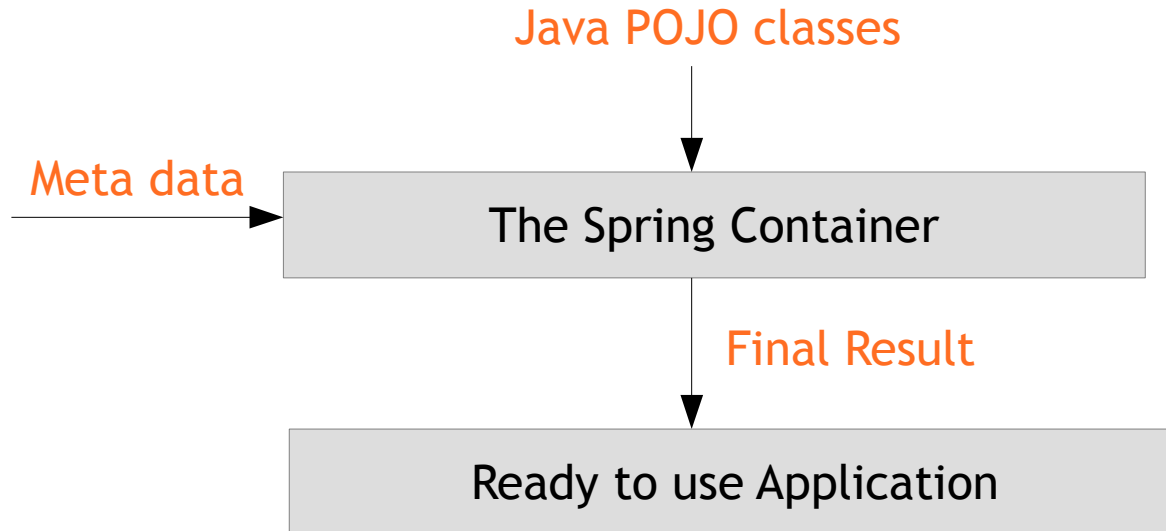 Java POJO classes
Meta data
The Spring Container
Final Result
Ready to use Application